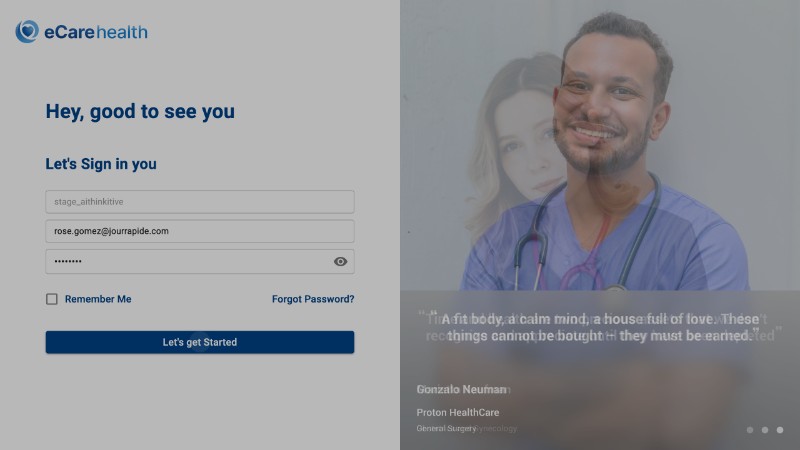 eCare health
Hey, good to see you
Let's Sign in you
stage_aithinkitive
rose.gomez@jourrapide.com
••••••••
Remember Me
Forgot Password?
Let's get Started
“A fit body, a calm mind, a house full of love. These
things cannot be bought – they must be earned.”
Gonzalo Neuman
Proton HealthCare
General Surgery